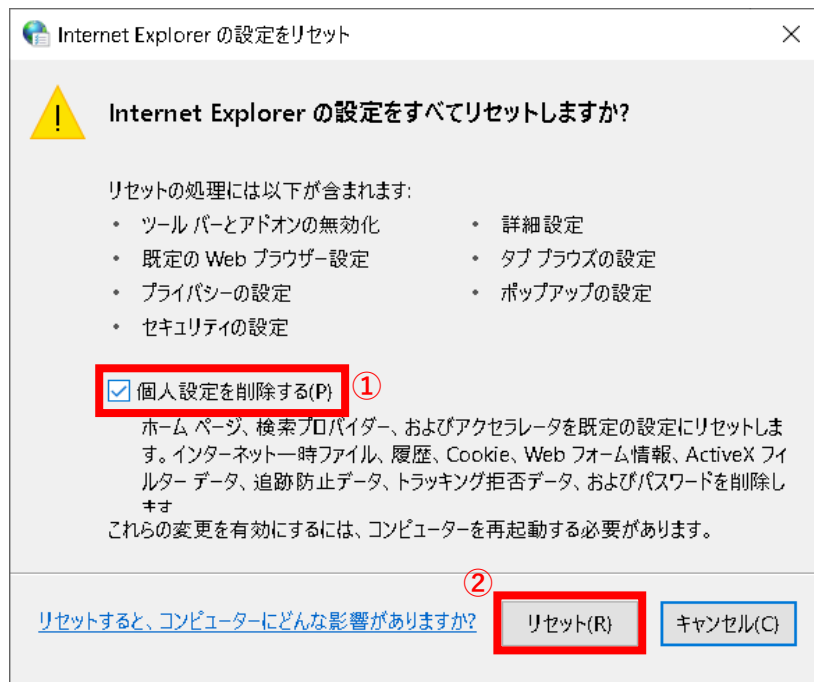 Internet Explorer の設定をリセット
Internet Explorer の設定をすべてリセットしますか?
リセットの処理には以下が含まれます:
• ツール バーとアドオンの無効化
• 既定の Web ブラウザー設定
• プライバシーの設定
• セキュリティの設定
• 詳細設定
• タブ ブラウズの設定
• ポップアップの設定
個人設定を削除する(P) ①
ホーム ページ、検索プロバイダー、およびアクセラレータを既定の設定にリセットしま
す。インターネット一時ファイル、履歴、Cookie、Web フォーム情報、ActiveX フィ
ルター データ、追跡防止データ、トラッキング拒否データ、およびパスワードを削除し
ます
これらの変更を有効にするには、コンピューターを再起動する必要があります。
②
リセットすると、コンピューターにどんな影響がありますか? リセット(R) キャンセル(C)